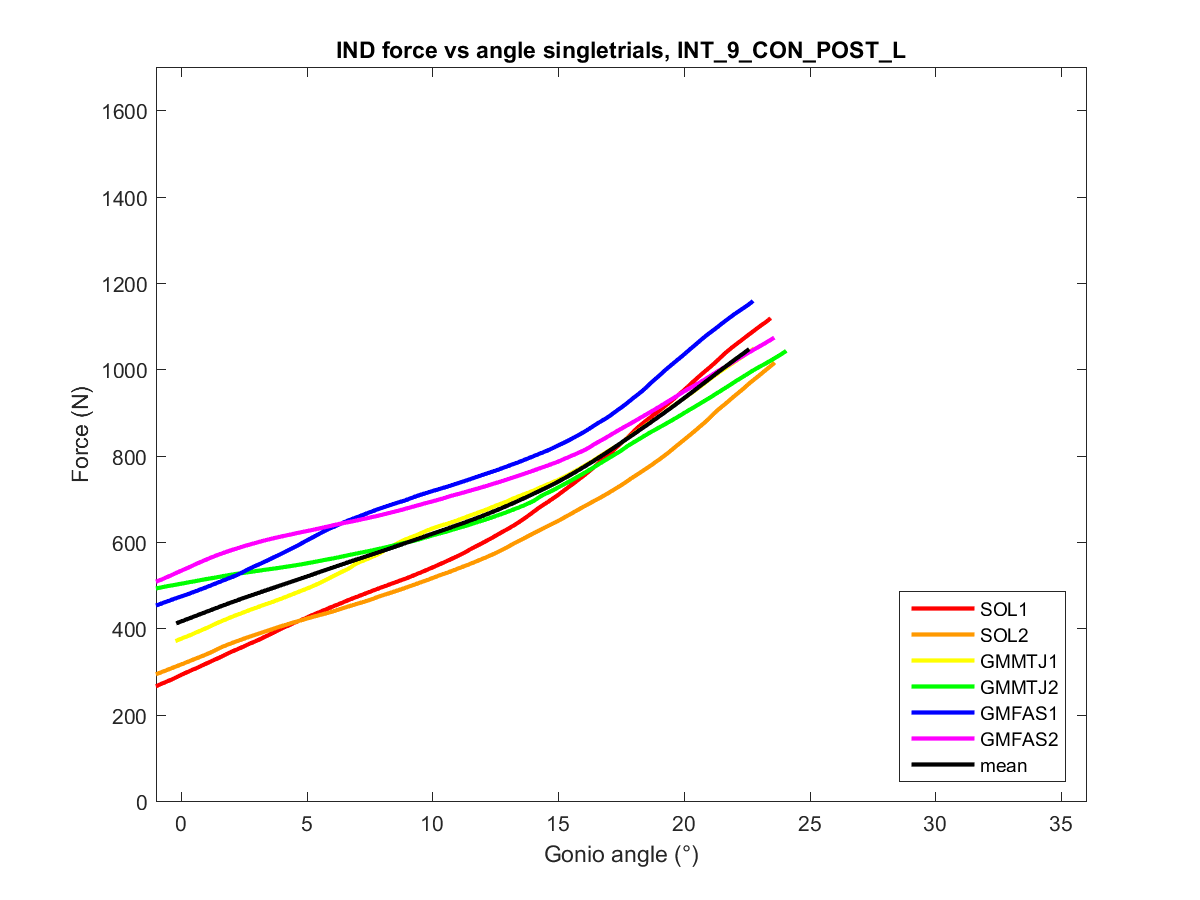 IND force vs angle singletrials, INT_9_CON_POST_L
1600
1400
1200
1000
800
600
400
200
0
Force (N)
0 5 10 15 20 25 30 35
Gonio angle (°)
SOL1
SOL2
GMMTJ1
GMMTJ2
GMFAS1
GMFAS2
mean